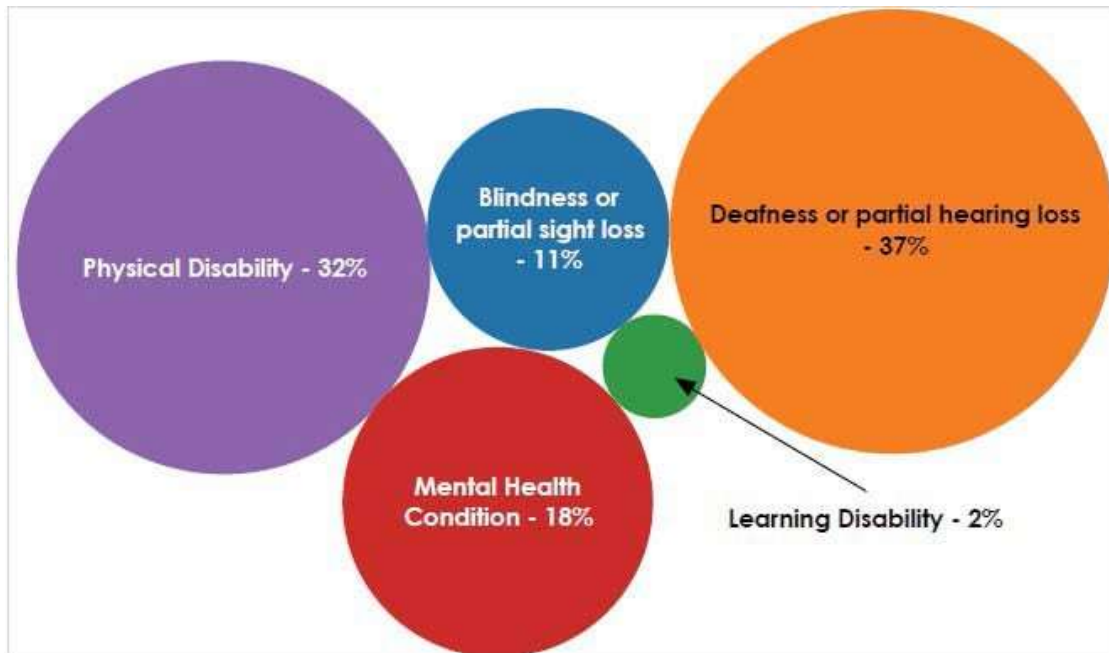 Physical Disability - 32%
Blindness or
partial sight loss
- 11%
Deafness or partial hearing loss
- 37%
Mental Health
Condition - 18%
Learning Disability - 2%